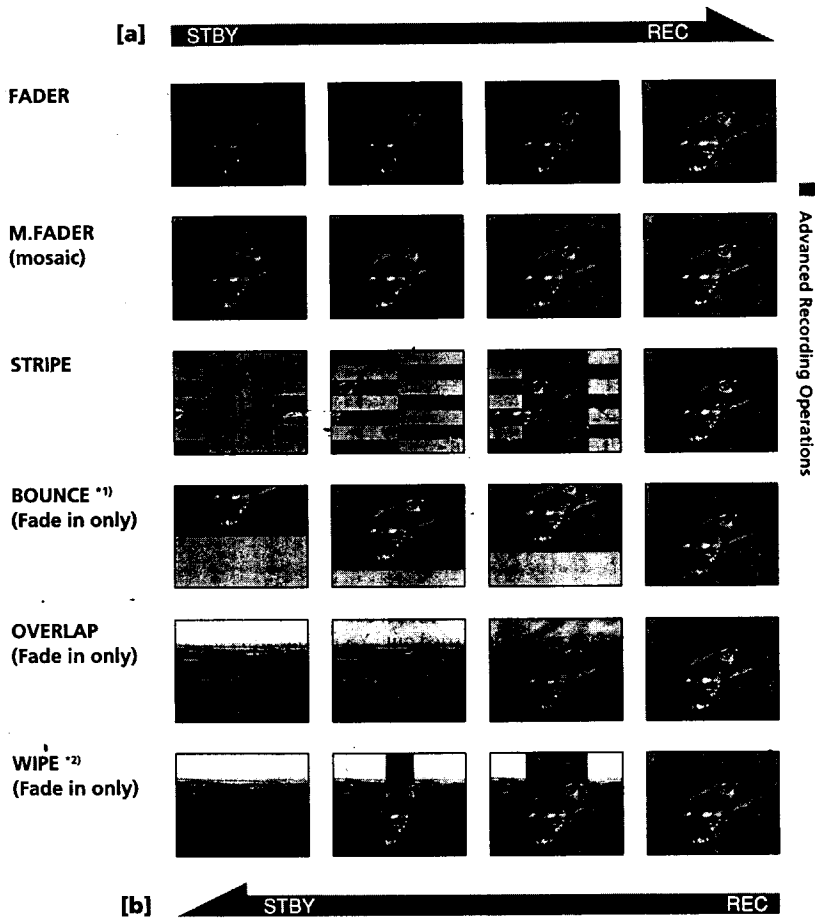 [a] STBY REC
FADER
M.FADER
(mosaic)
STRIPE
BOUNCE *1)
(Fade in only)
OVERLAP
(Fade in only)
WIPE *2)
(Fade in only)
[b] STBY REC
Advanced Recording Operations